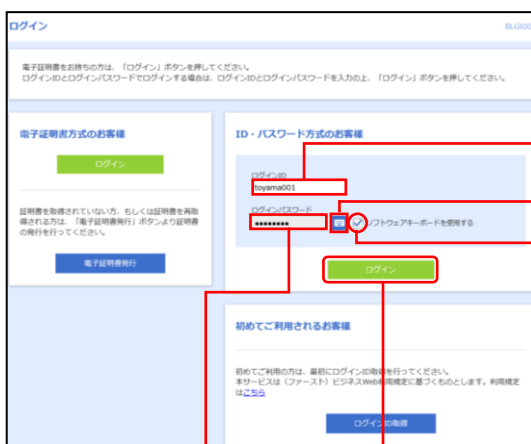 ログイン
BLGI00
電子証明書をお持ちの方は、「ログイン」ボタンを押してください。
ログインIDとログインパスワードでログインする場合は、ログインIDとログインパスワードを入力の上、「ログイン」ボタンを押してください。
電子証明書方式のお客様
ログイン
証明書を取得されていない方、もしくは証明書を再取
得される方は、「電子証明書発行」ボタンより証明書
の発行を行ってください。
電子証明書発行
ID・パスワード方式のお客様
ログインID
toyama001
ログインパスワード
••••••••
ソフトウェアキーボードを使用する
ログイン
初めてご利用されるお客様
初めてご利用の方は、最初にログインID取得を行ってください。
本サービスは〈ファースト〉ビジネスWeb利用規定に基づくものとします。利用規定
はこちら
ログインID取得